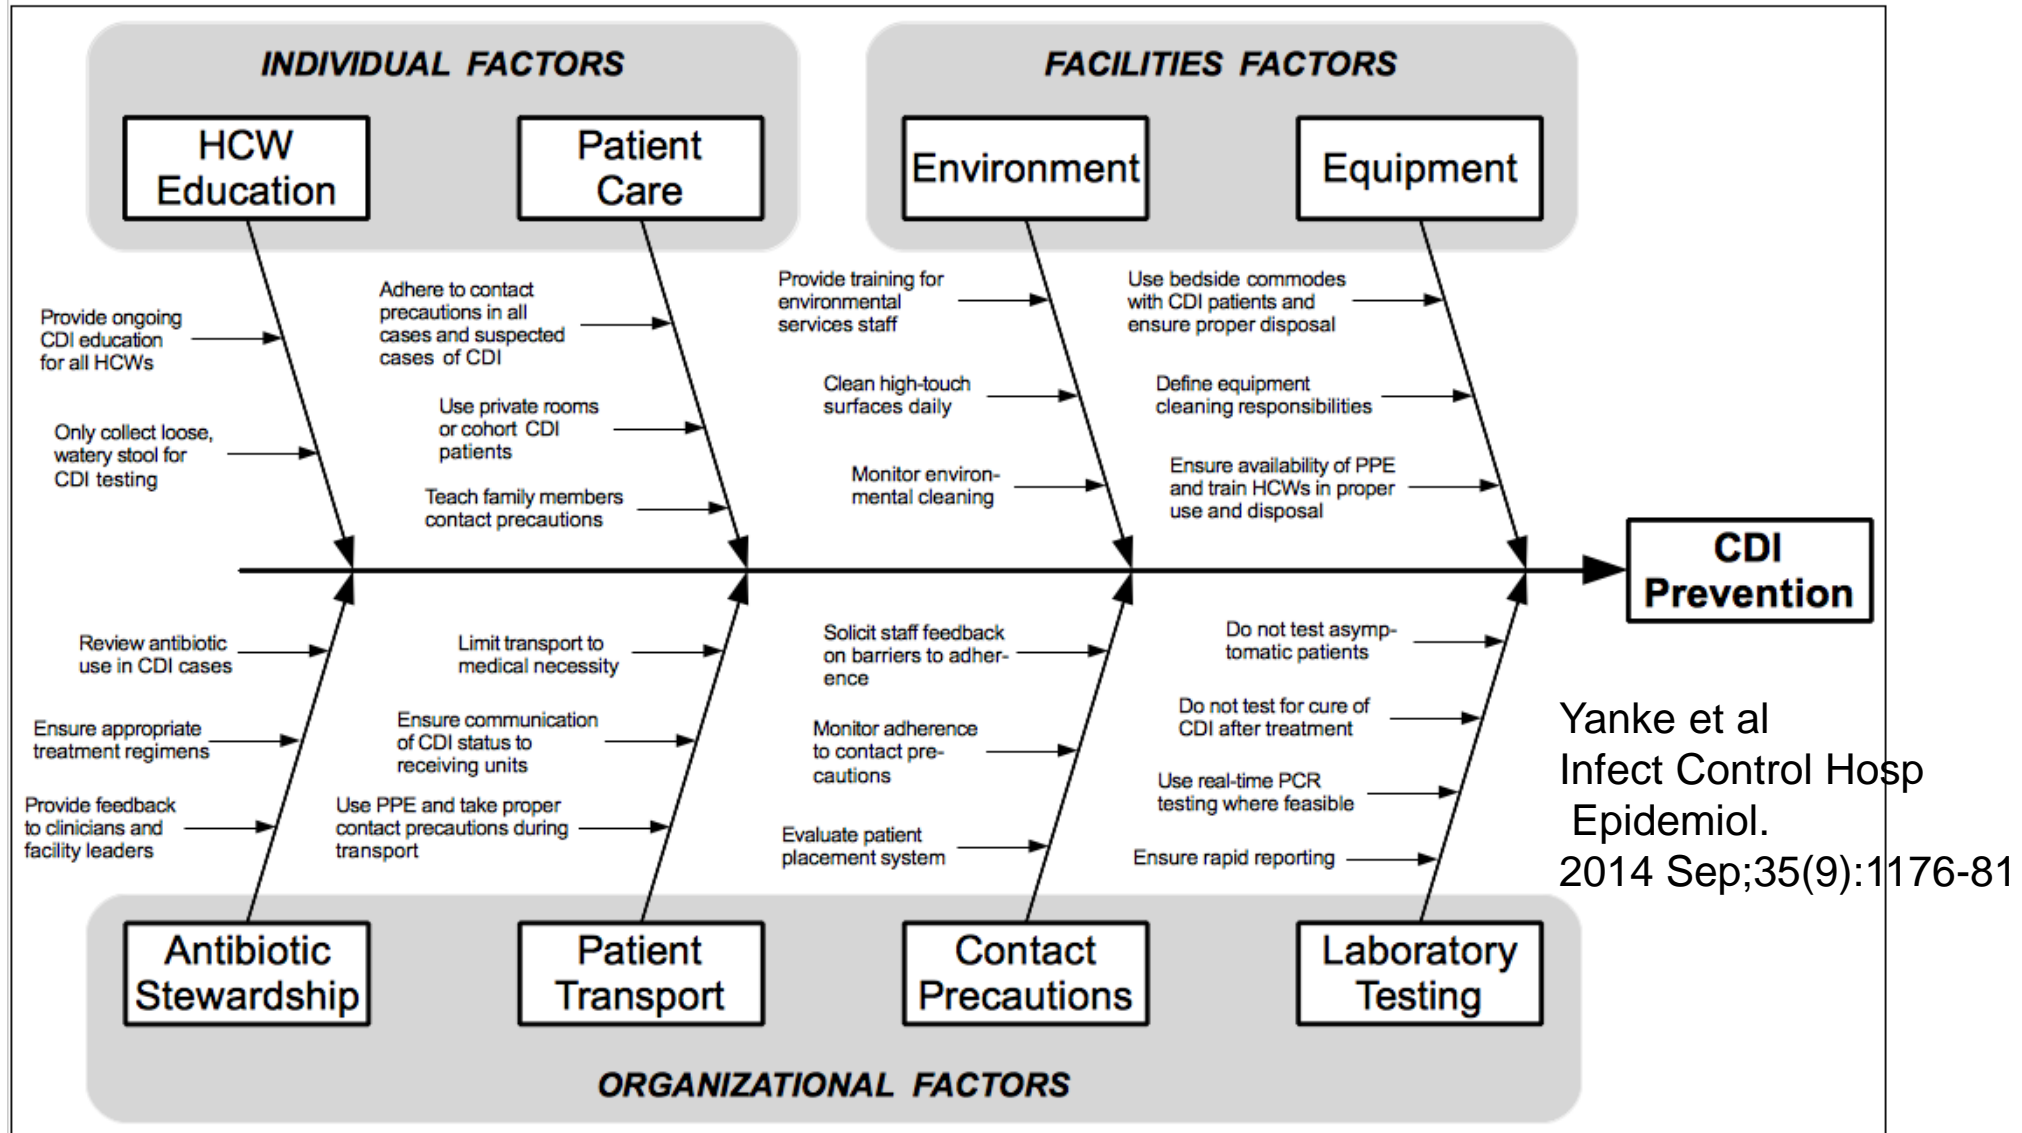 INDIVIDUAL FACTORS
HCW
Education
Patient
Care
Provide ongoing
CDI education
for all HCWs
Only collect loose,
watery stool for
CDI testing
Adhere to contact
precautions in all
cases and suspected
cases of CDI
Use private rooms
or cohort CDI
patients
Teach family members
contact precautions
FACILITIES FACTORS
Environment
Equipment
Provide training for
environmental
services staff
Clean high-touch
surfaces daily
Monitor environ-
mental cleaning
Use bedside commodes
with CDI patients and
ensure proper disposal
Define equipment
cleaning responsibilities
Ensure availability of PPE
and train HCWs in proper
use and disposal
CDI
Prevention
Review antibiotic
use in CDI cases
Ensure appropriate
treatment regimens
Provide feedback
to clinicians and
facility leaders
Limit transport to
medical necessity
Ensure communication
of CDI status to
receiving units
Use PPE and take proper
contact precautions during
transport
Solicit staff feedback
on barriers to adher-
ence
Monitor adherence
to contact pre-
cautions
Evaluate patient
placement system
Do not test asymp-
tomatic patients
Do not test for cure of
CDI after treatment
Use real-time PCR
testing where feasible
Ensure rapid reporting
Antibiotic
Stewardship
Patient
Transport
Contact
Precautions
Laboratory
Testing
ORGANIZATIONAL FACTORS
Yanke et al
Infect Control Hosp
Epidemiol.
2014 Sep;35(9):1176-81